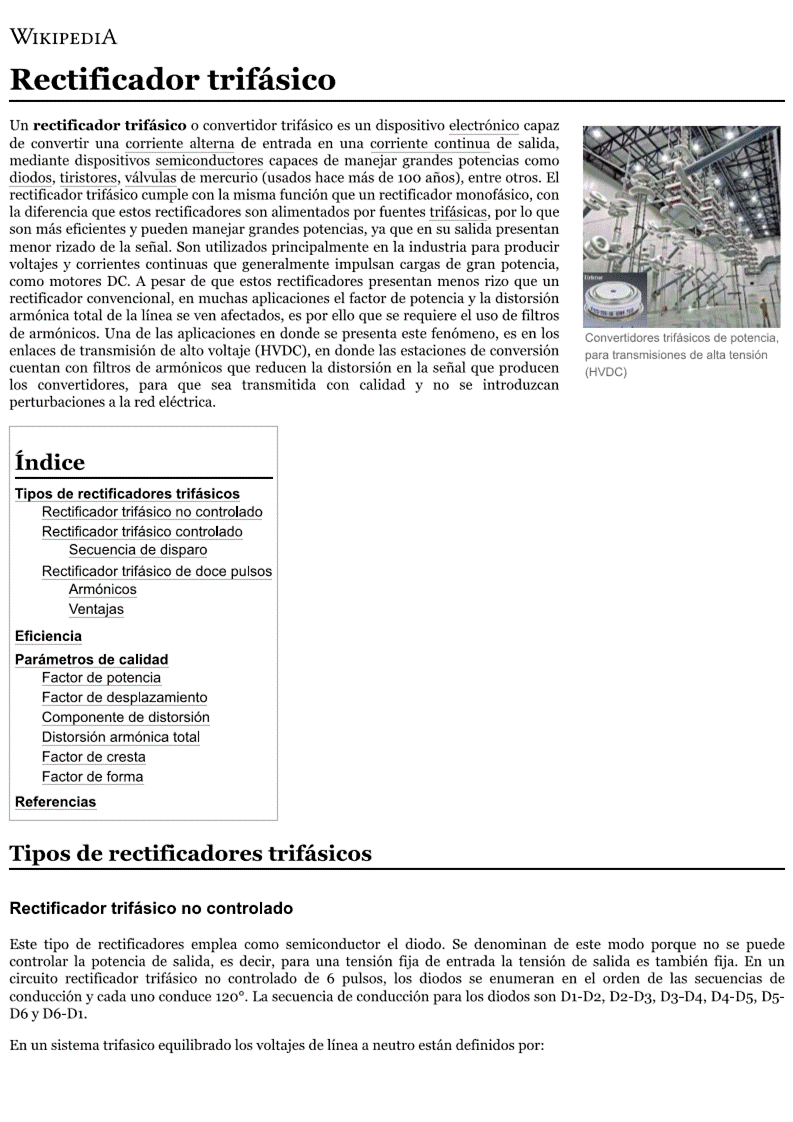 WIKIPEDIA
Rectificador trifásico
Un rectificador trifásico o convertidor trifásico es un dispositivo electrónico capaz
de convertir una corriente alterna de entrada en una corriente continua de salida,
mediante dispositivos semiconductores capaces de manejar grandes potencias como
diodos, tiristores, válvulas de mercurio (usados hace más de 100 años), entre otros. El
rectificador trifásico cumple con la misma función que un rectificador monofásico, con
la diferencia que estos rectificadores son alimentados por fuentes trifásicas, por lo que
son más eficientes y pueden manejar grandes potencias, ya que en su salida presentan
menor rizado de la señal. Son utilizados principalmente en la industria para producir
voltajes y corrientes continuas que generalmente impulsan cargas de gran potencia,
como motores DC. A pesar de que estos rectificadores presentan menos rizo que un
rectificador convencional, en muchas aplicaciones el factor de potencia y la distorsión
armónica total de la línea se ven afectados, es por ello que se requiere el uso de filtros
de armónicos. Una de las aplicaciones en donde se presenta este fenómeno, es en los
enlaces de transmisión de alto voltaje (HVDC), en donde las estaciones de conversión
cuentan con filtros de armónicos que reducen la distorsión en la señal que producen
los convertidores, para que sea transmitida con calidad y no se introduzcan
perturbaciones a la red eléctrica.
Convertidores trifásicos de potencia,
para transmisiones de alta tensión
(HVDC)
Índice
Tipos de rectificadores trifásicos
Rectificador trifásico no controlado
Rectificador trifásico controlado
Secuencia de disparo
Rectificador trifásico de doce pulsos
Armónicos
Ventajas
Eficiencia
Parámetros de calidad
Factor de potencia
Factor de desplazamiento
Componente de distorsión
Distorsión armónica total
Factor de cresta
Factor de forma
Referencias
Tipos de rectificadores trifásicos
Rectificador trifásico no controlado
Este tipo de rectificadores emplea como semiconductor el diodo. Se denominan de este modo porque no se puede
controlar la potencia de salida, es decir, para una tensión fija de entrada la tensión de salida es también fija. En un
circuito rectificador trifásico no controlado de 6 pulsos, los diodos se enumeran en el orden de las secuencias de
conducción y cada uno conduce 120°. La secuencia de conducción para los diodos son D1-D2, D2-D3, D3-D4, D4-D5, D5-
D6 y D6-D1.
En un sistema trifasico equilibrado los voltajes de línea a neutro están definidos por: